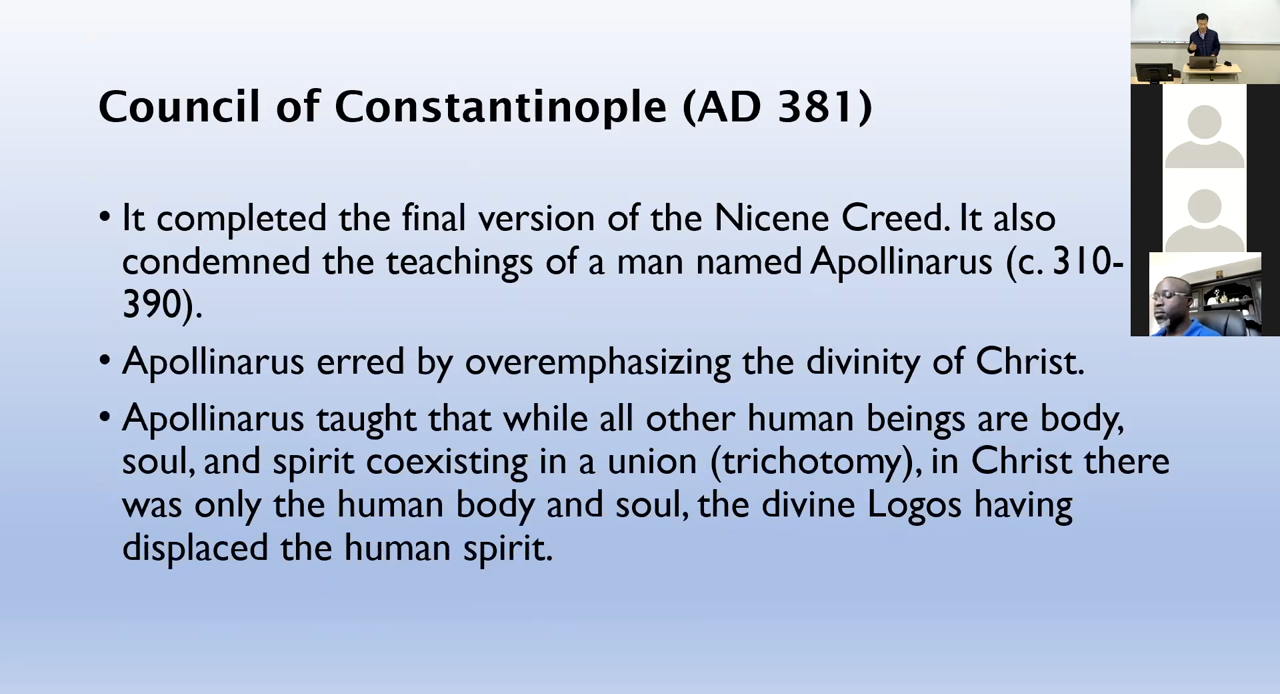 Council of Constantinople (AD 381)
• It completed the final version of the Nicene Creed. It also
condemned the teachings of a man named Apollinarus (c. 310-
390).
• Apollinarus erred by overemphasizing the divinity of Christ.
• Apollinarus taught that while all other human beings are body,
soul, and spirit coexisting in a union (trichotomy), in Christ there
was only the human body and soul, the divine Logos having
displaced the human spirit.